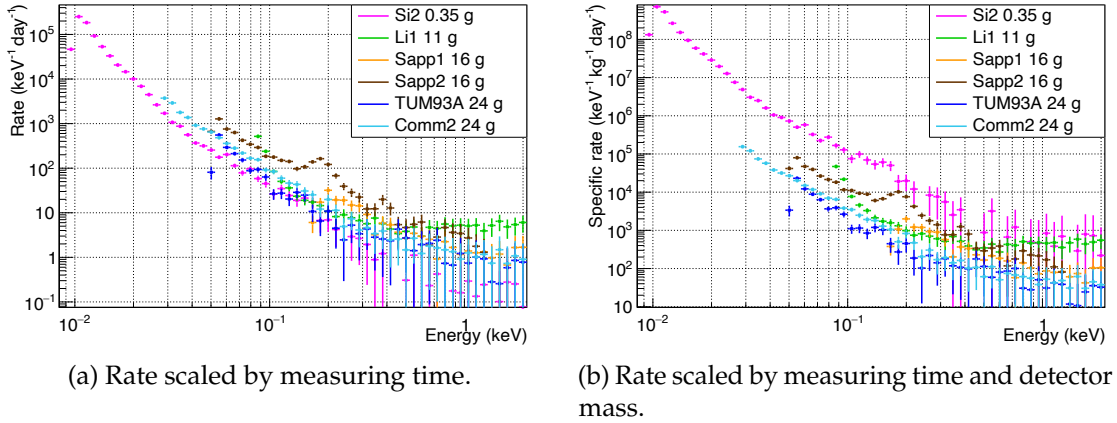 Rate (keV⁻¹ day⁻¹)
10⁵
10⁴
10³
10²
10
1
10⁻¹
Si2 0.35 g
Li1 11 g
Sapp1 16 g
Sapp2 16 g
TUM93A 24 g
Comm2 24 g
10⁻² 10⁻¹ 1
Energy (keV)
(a) Rate scaled by measuring time.
Specific rate (keV⁻¹ kg⁻¹ day⁻¹)
10⁸
10⁷
10⁶
10⁵
10⁴
10³
10²
10
Si2 0.35 g
Li1 11 g
Sapp1 16 g
Sapp2 16 g
TUM93A 24 g
Comm2 24 g
10⁻² 10⁻¹ 1
Energy (keV)
(b) Rate scaled by measuring time and detector
mass.